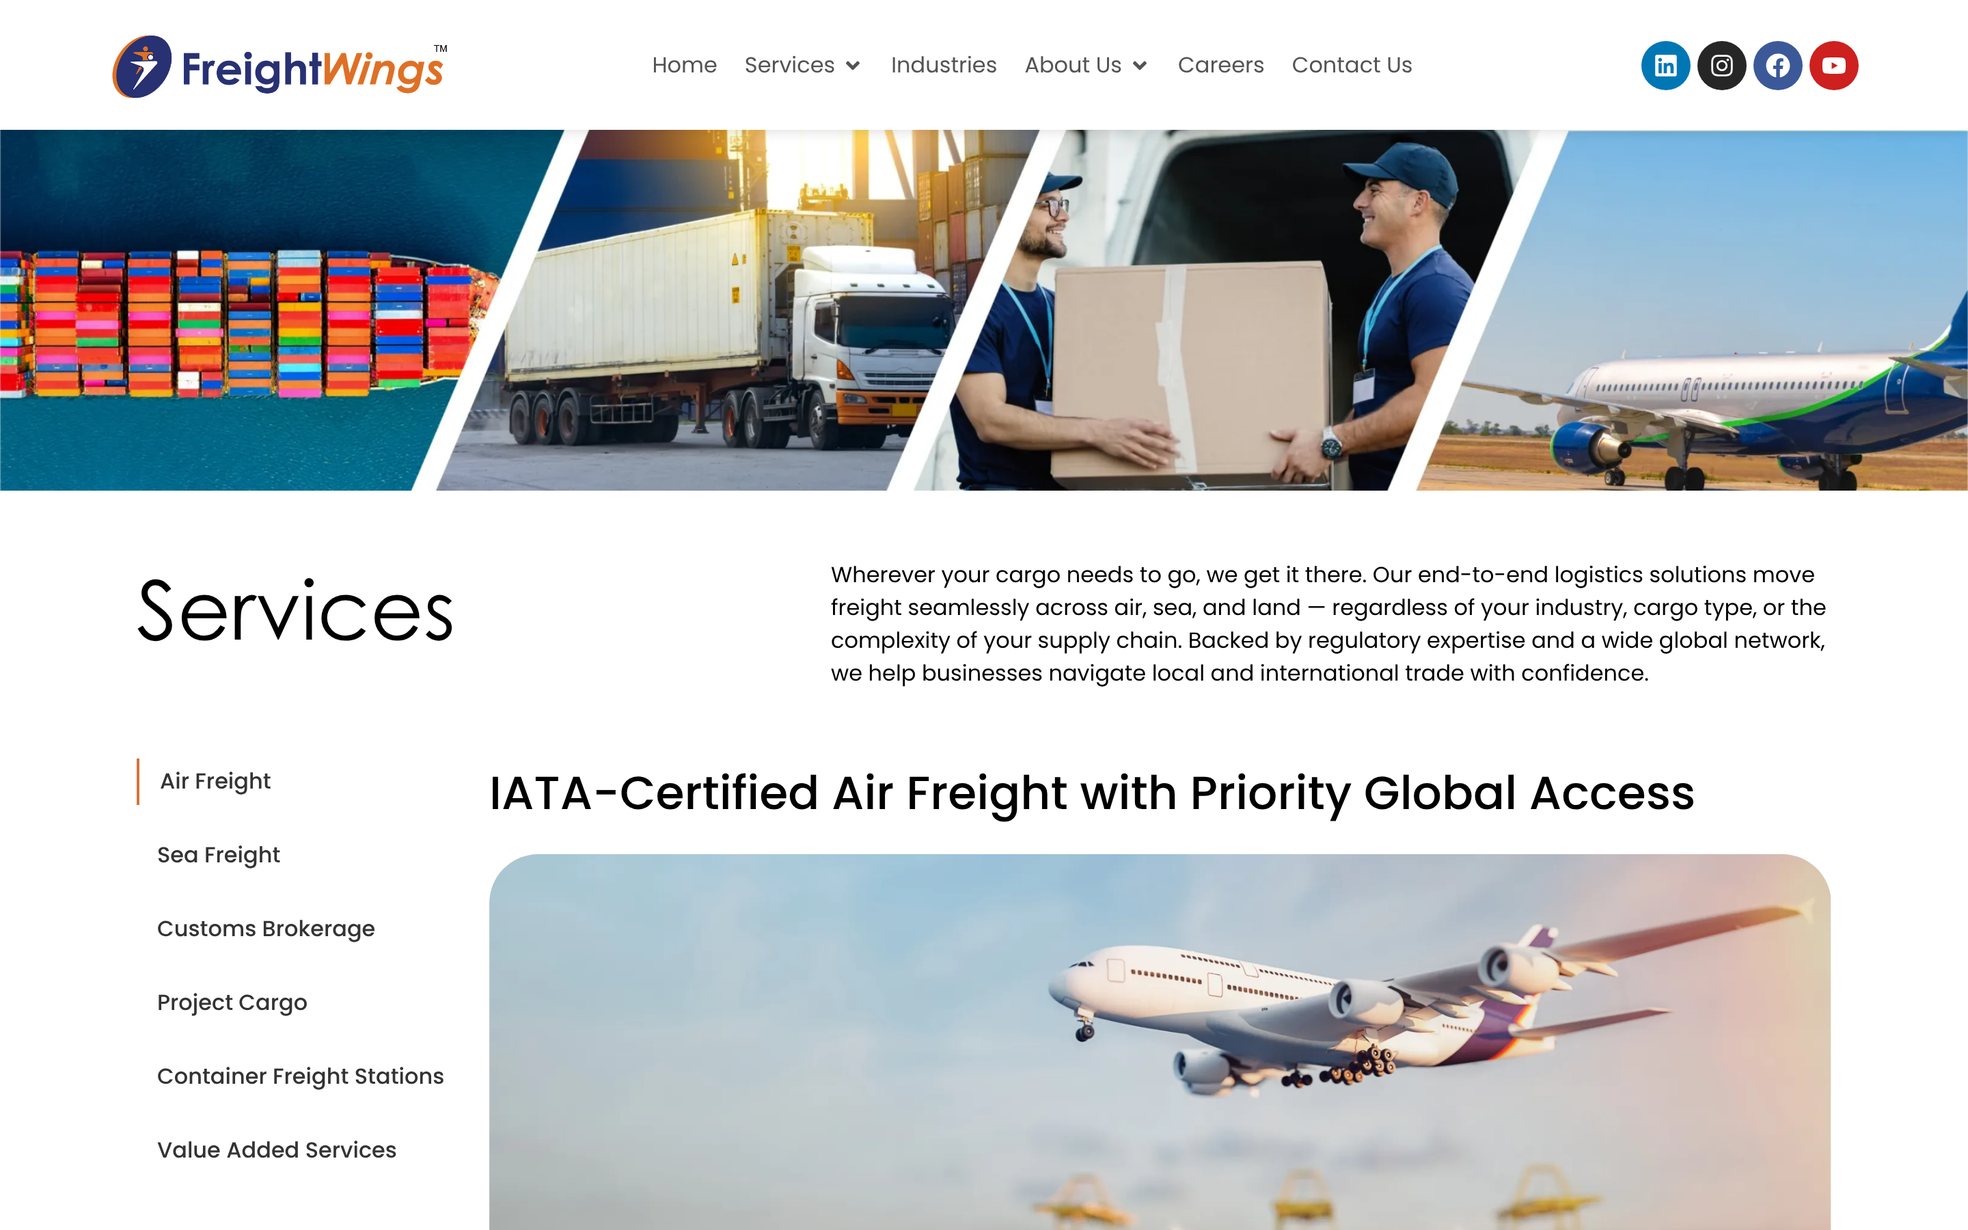 FreightWings™
Home
Services
Industries
About Us
Careers
Contact Us
Services
Wherever your cargo needs to go, we get it there. Our end-to-end logistics solutions move
freight seamlessly across air, sea, and land — regardless of your industry, cargo type, or the
complexity of your supply chain. Backed by regulatory expertise and a wide global network,
we help businesses navigate local and international trade with confidence.
Air Freight
Sea Freight
Customs Brokerage
Project Cargo
Container Freight Stations
Value Added Services
IATA-Certified Air Freight with Priority Global Access